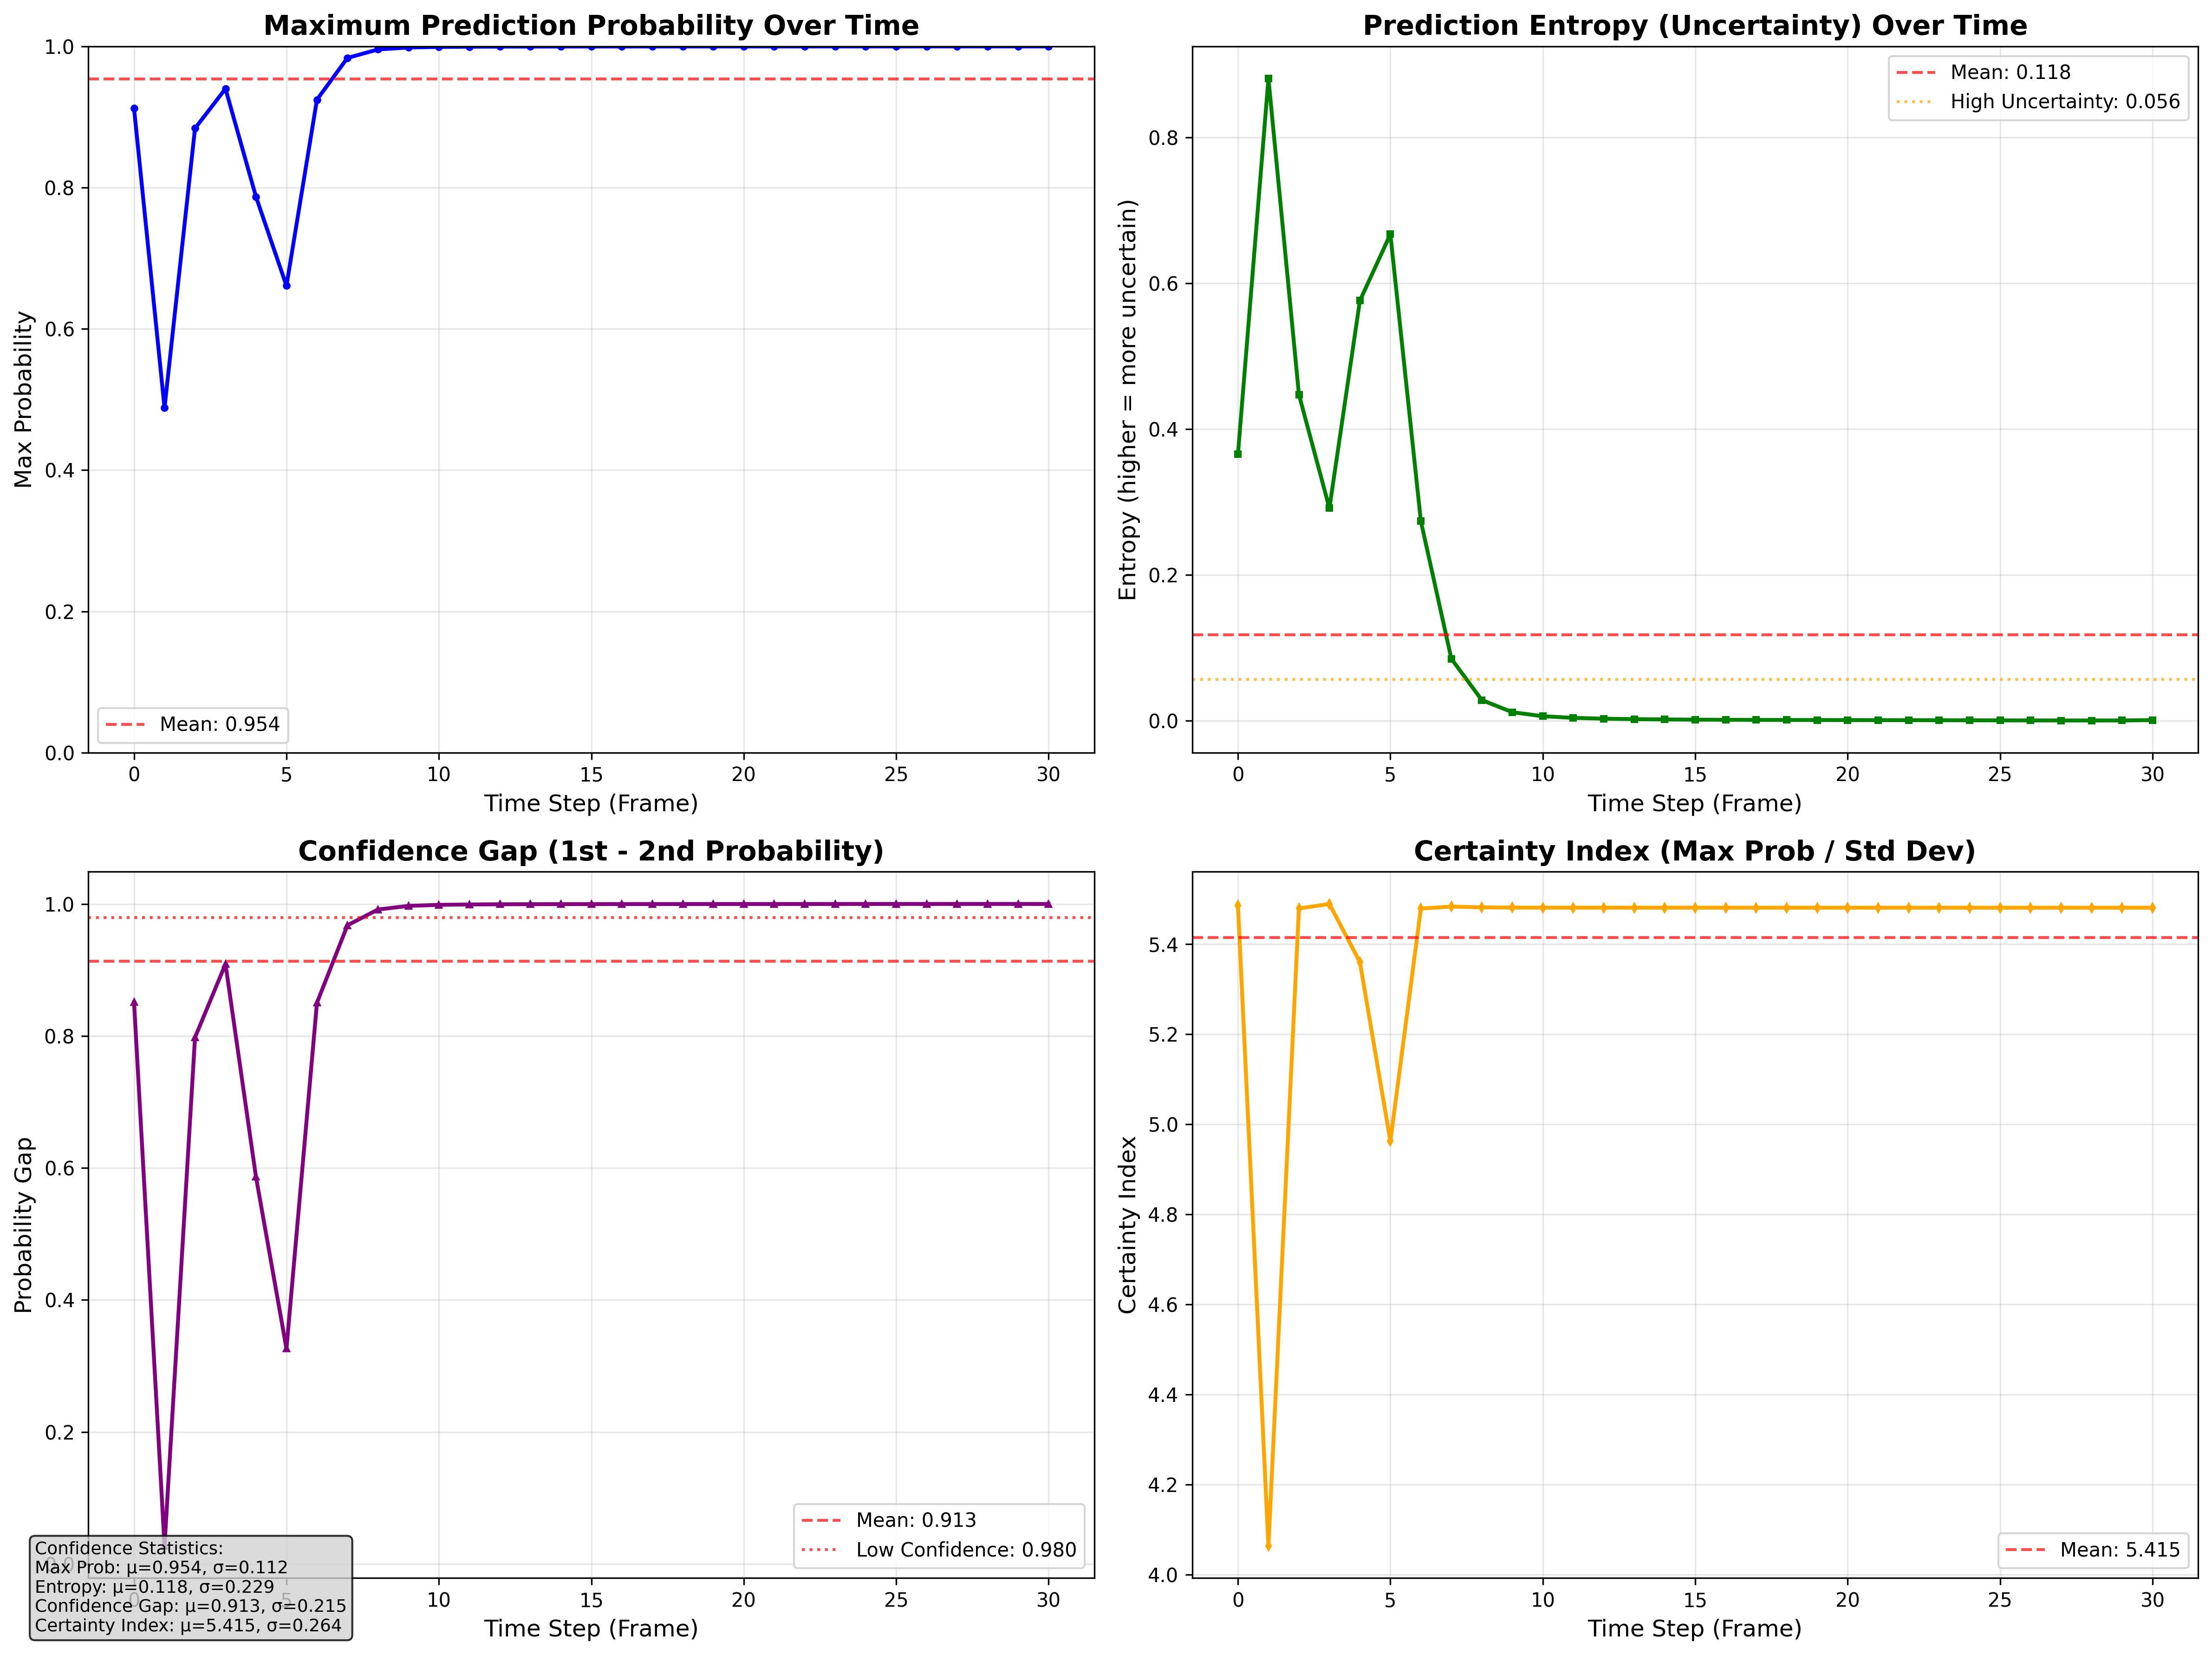 Maximum Prediction Probability Over Time
Max Probability
1.0
0.8
0.6
0.4
0.2
0.0
Mean: 0.954
0 5 10 15 20 25 30
Time Step (Frame)
Prediction Entropy (Uncertainty) Over Time
Entropy (higher = more uncertain)
Mean: 0.118
High Uncertainty: 0.056
0.8
0.6
0.4
0.2
0.0
0 5 10 15 20 25 30
Time Step (Frame)
Confidence Gap (1st - 2nd Probability)
Probability Gap
1.0
0.8
0.6
0.4
0.2
0.0
Mean: 0.913
Low Confidence: 0.980
0 5 10 15 20 25 30
Time Step (Frame)
Confidence Statistics:
Max Prob: μ=0.954, σ=0.112
Entropy: μ=0.118, σ=0.229
Confidence Gap: μ=0.913, σ=0.215
Certainty Index: μ=5.415, σ=0.264
Certainty Index (Max Prob / Std Dev)
Certainty Index
5.4
5.2
5.0
4.8
4.6
4.4
4.2
4.0
Mean: 5.415
0 5 10 15 20 25 30
Time Step (Frame)